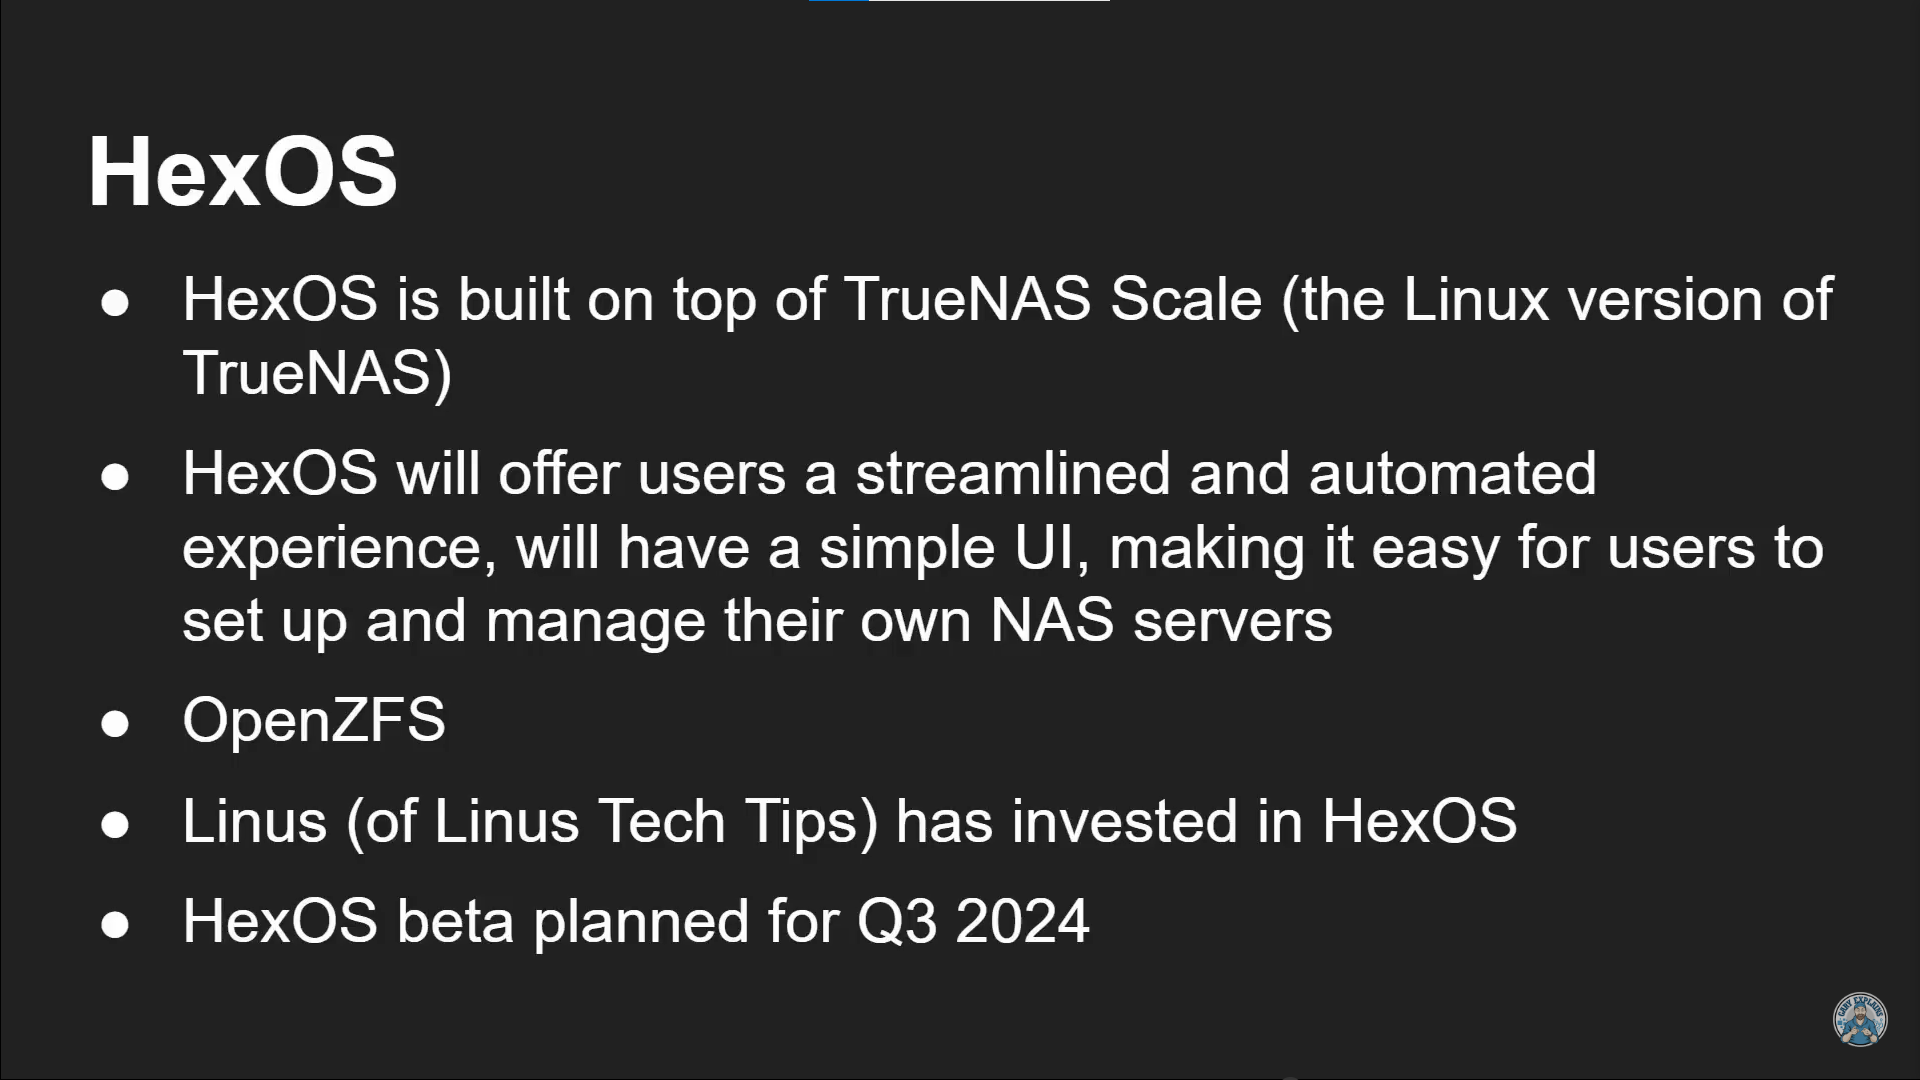 HexOS
● HexOS is built on top of TrueNAS Scale (the Linux version of
TrueNAS)
● HexOS will offer users a streamlined and automated
experience, will have a simple UI, making it easy for users to
set up and manage their own NAS servers
● OpenZFS
● Linus (of Linus Tech Tips) has invested in HexOS
● HexOS beta planned for Q3 2024
GARY EXPLAINS